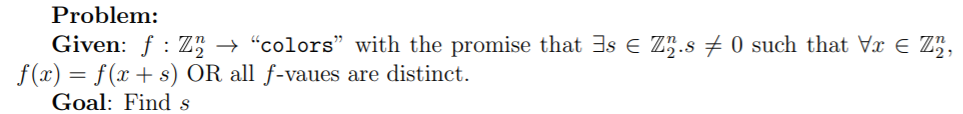 Problem:
Given: f : ℤ₂ⁿ → “colors” with the promise that ∃s ∈ ℤ₂ⁿ.s ≠ 0 such that ∀x ∈ ℤ₂ⁿ,
f(x) = f(x + s) OR all f-vaues are distinct.
Goal: Find s